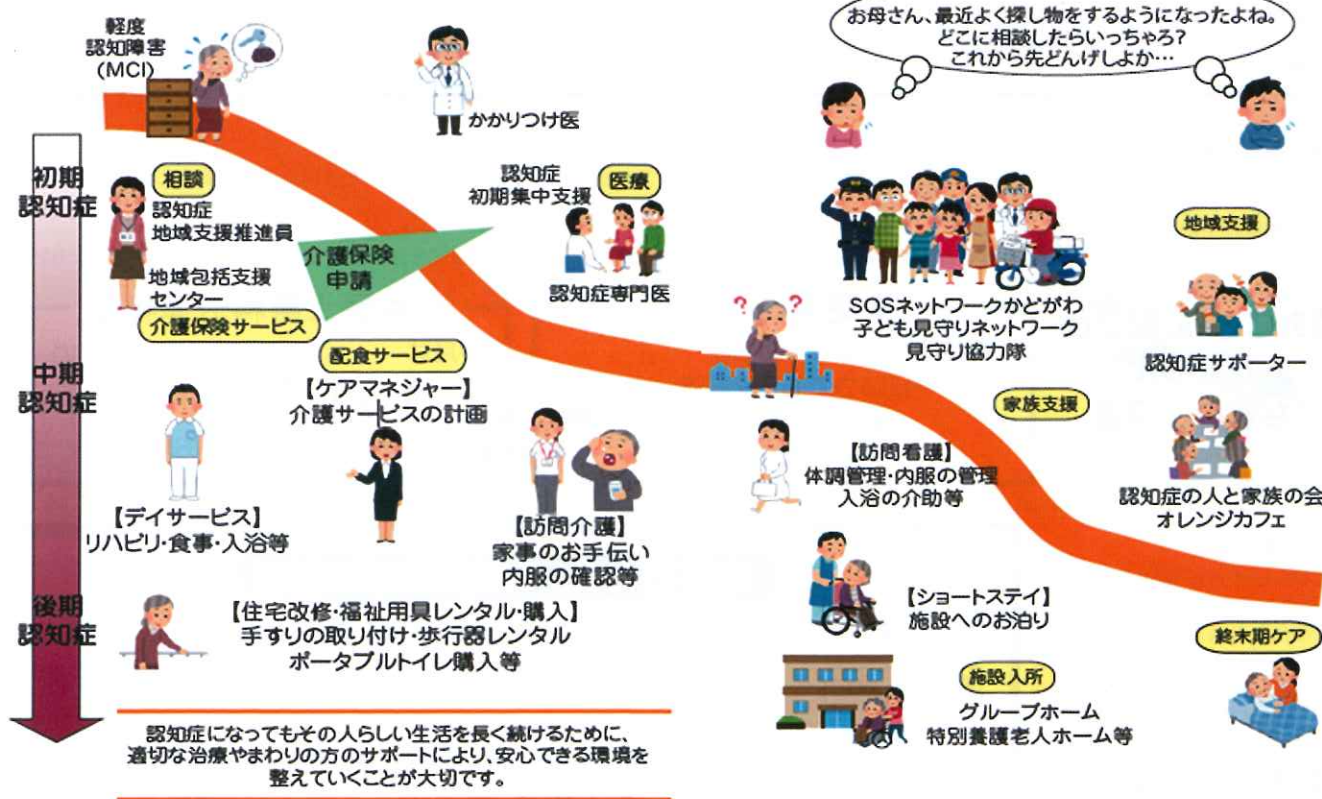 軽度
認知障害
(MCI)
かかりつけ医
お母さん、最近よく探し物をするようになったよね。
どこに相談したらいっちゃろ?
これから先どんげしよか…
初期
認知症
相談
認知症
地域支援推進員
地域包括支援
センター
介護保険
申請
認知症
初期集中支援
医療
認知症専門医
SOSネットワークかどがわ
子ども見守りネットワーク
見守り協力隊
地域支援
認知症サポーター
介護保険サービス
中期
認知症
配食サービス
【ケアマネジャー】
介護サービスの計画
【デイサービス】
リハビリ・食事・入浴等
【訪問介護】
家事のお手伝い
内服の確認等
?
?
家族支援
【訪問看護】
体調管理・内服の管理
入浴の介助等
認知症の人と家族の会
オレンジカフェ
後期
認知症
【住宅改修・福祉用具レンタル・購入】
手すりの取り付け・歩行器レンタル
ポータブルトイレ購入等
【ショートステイ】
施設へのお泊り
終末期ケア
施設入所
グループホーム
特別養護老人ホーム等
認知症になってもその人らしい生活を長く続けるために、
適切な治療やまわりの方のサポートにより、安心できる環境を
整えていくことが大切です。